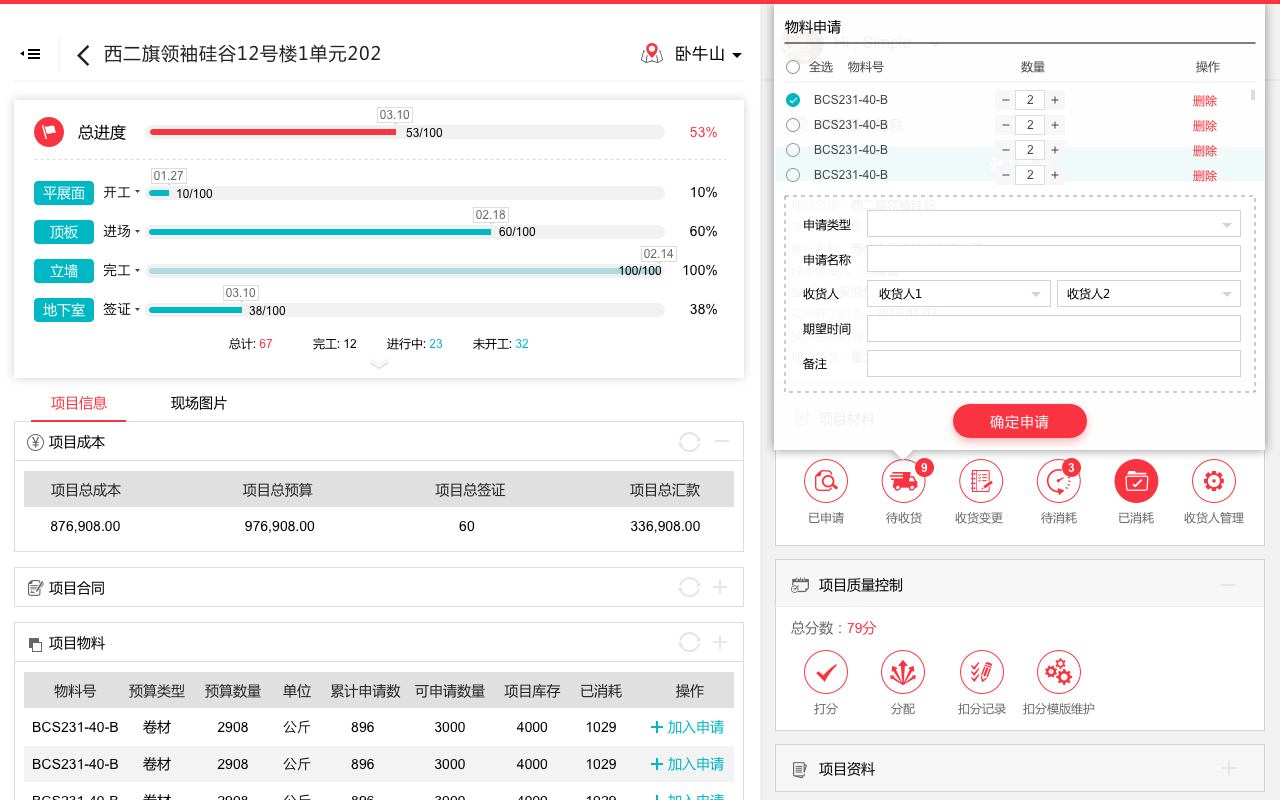 西二旗领袖硅谷12号楼1单元202
卧牛山
总进度
03.10
53/100
53%
平展面 开工
01.27
10/100
10%
顶板 进场
02.18
60/100
60%
立墙 完工
02.14
100/100
100%
地下室 签证
03.10
38/100
38%
总计: 67 完工: 12 进行中: 23 未开工: 32
项目信息 现场图片
项目成本
项目总成本 项目总预算 项目总签证 项目总汇款
876,908.00 976,908.00 60 336,908.00
项目合同
项目物料
物料号 预算类型 预算数量 单位 累计申请数 可申请数量 项目库存 已消耗 操作
BCS231-40-B 卷材 2908 公斤 896 3000 4000 1029 + 加入申请
BCS231-40-B 卷材 2908 公斤 896 3000 4000 1029 + 加入申请
BCS231-40-B 卷材 2908 公斤 896 3000 4000 1029 + 加入申请
物料申请
Hi , Simple
全选 物料号 数量 操作
BCS231-40-B − 2 + 删除
BCS231-40-B − 2 + 删除
BCS231-40-B − 2 + 删除
BCS231-40-B − 2 + 删除
申请类型
申请名称
收货人 收货人1 收货人2
期望时间
备注
确定申请
项目材料
已申请
9
待收货
收货变更
3
待消耗
已消耗
收货人管理
项目质量控制
总分数 : 79分
打分 分配 扣分记录 扣分模版维护
项目资料